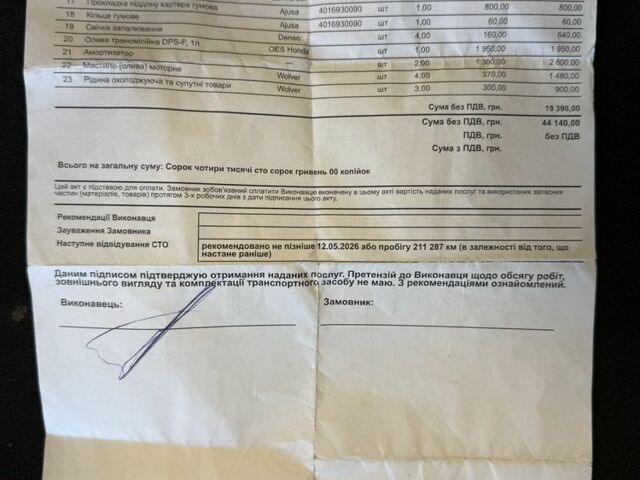 17 Прокладка піддону картера гумова Ajusa 4016930090 шт 1,00 800,00 800,00
18 Кільце гумове Ajusa 4016930090 шт 1,00 60,00 60,00
19 Свічка запалювання Denso шт 4,00 160,00 640,00
20 Олива трансмісійна DPS-F, 1л OES Honda шт 1,00 1 950,00 1 950,00
21 Амортизатор --- шт 2,00 1 300,00 2 600,00
22 Мастило (олива) моторне Wolver шт 4,00 370,00 1 480,00
23 Рідина охолоджуюча та супутні товари Wolver шт 3,00 300,00 900,00
Сума без ПДВ, грн. 19 390,00
Сума без ПДВ, грн. 44 140,00
ПДВ, грн. без ПДВ
Сума з ПДВ, грн.
Всього на загальну суму: Сорок чотири тисячі сто сорок гривень 00 копійок
Цей акт є підставою для оплати. Замовник зобов'язаний сплатити Виконавцю визначену в цьому акті вартість наданих послуг та використаних запасних
частин (матеріалів, товарів) протягом 3-х робочих днів з дати підписання цього акту.
Рекомендації Виконавця
Зауваження Замовника
Наступне відвідування СТО рекомендовано не пізніше 12.05.2026 або пробігу 211 287 км (в залежності від того, що
настане раніше)
Даним підписом підтверджую отримання наданих послуг. Претензій до Виконавця щодо обсягу робіт,
зовнішнього вигляду та комплектації транспортного засобу не маю. З рекомендаціями ознайомлений.
Виконавець: Замовник: